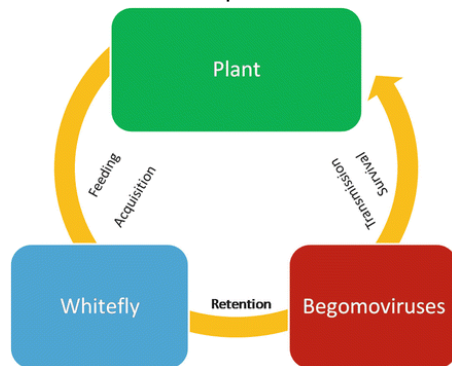 Plant
Feeding
Acquisition
Survival
Transmission
Whitefly
Retention
Begomoviruses